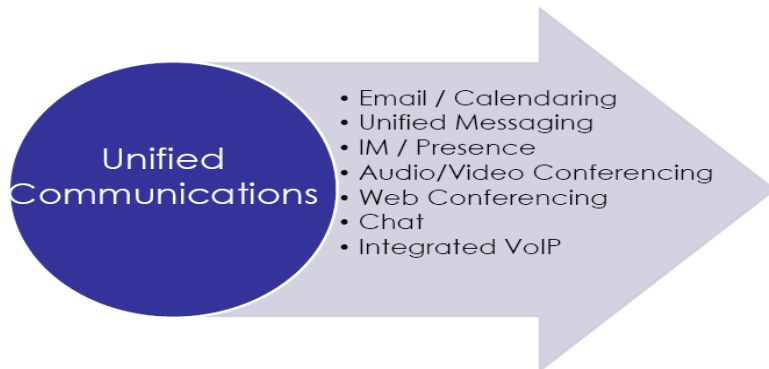 Unified
Communications
• Email / Calendaring
• Unified Messaging
• IM / Presence
• Audio/Video Conferencing
• Web Conferencing
• Chat
• Integrated VoIP